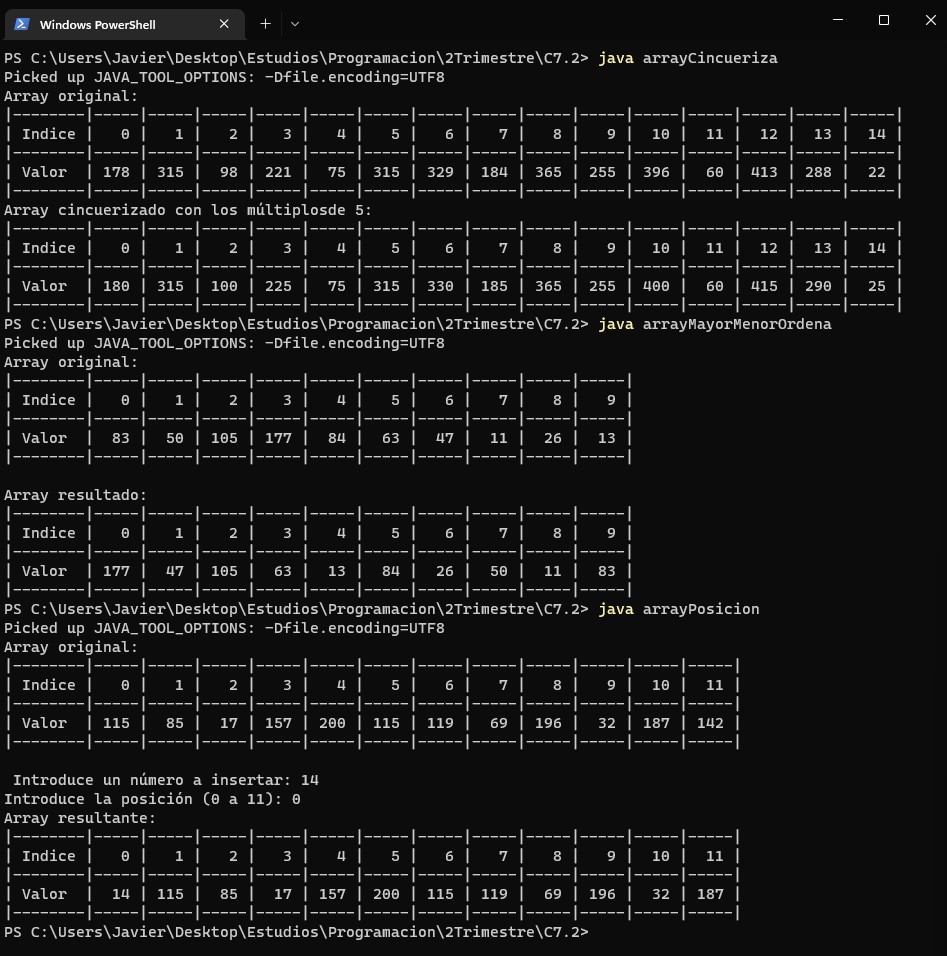 Windows PowerShell
PS C:\Users\Javier\Desktop\Estudios\Programacion\2Trimestre\C7.2> java arrayCincueriza
Picked up JAVA_TOOL_OPTIONS: -Dfile.encoding=UTF8
Array original:
|--------|-----|-----|-----|-----|-----|-----|-----|-----|-----|-----|-----|-----|-----|-----|-----|
| Indice |   0 |   1 |   2 |   3 |   4 |   5 |   6 |   7 |   8 |   9 |  10 |  11 |  12 |  13 |  14 |
|--------|-----|-----|-----|-----|-----|-----|-----|-----|-----|-----|-----|-----|-----|-----|-----|
| Valor  | 178 | 315 |  98 | 221 |  75 | 315 | 329 | 184 | 365 | 255 | 396 |  60 | 413 | 288 |  22 |
|--------|-----|-----|-----|-----|-----|-----|-----|-----|-----|-----|-----|-----|-----|-----|-----|
Array cincuerizado con los múltiplosde 5:
|--------|-----|-----|-----|-----|-----|-----|-----|-----|-----|-----|-----|-----|-----|-----|-----|
| Indice |   0 |   1 |   2 |   3 |   4 |   5 |   6 |   7 |   8 |   9 |  10 |  11 |  12 |  13 |  14 |
|--------|-----|-----|-----|-----|-----|-----|-----|-----|-----|-----|-----|-----|-----|-----|-----|
| Valor  | 180 | 315 | 100 | 225 |  75 | 315 | 330 | 185 | 365 | 255 | 400 |  60 | 415 | 290 |  25 |
|--------|-----|-----|-----|-----|-----|-----|-----|-----|-----|-----|-----|-----|-----|-----|-----|
PS C:\Users\Javier\Desktop\Estudios\Programacion\2Trimestre\C7.2> java arrayMayorMenorOrdena
Picked up JAVA_TOOL_OPTIONS: -Dfile.encoding=UTF8
Array original:
|--------|-----|-----|-----|-----|-----|-----|-----|-----|-----|-----|
| Indice |   0 |   1 |   2 |   3 |   4 |   5 |   6 |   7 |   8 |   9 |
|--------|-----|-----|-----|-----|-----|-----|-----|-----|-----|-----|
| Valor  |  83 |  50 | 105 | 177 |  84 |  63 |  47 |  11 |  26 |  13 |
|--------|-----|-----|-----|-----|-----|-----|-----|-----|-----|-----|
Array resultado:
|--------|-----|-----|-----|-----|-----|-----|-----|-----|-----|-----|
| Indice |   0 |   1 |   2 |   3 |   4 |   5 |   6 |   7 |   8 |   9 |
|--------|-----|-----|-----|-----|-----|-----|-----|-----|-----|-----|
| Valor  | 177 |  47 | 105 |  63 |  13 |  84 |  26 |  50 |  11 |  83 |
|--------|-----|-----|-----|-----|-----|-----|-----|-----|-----|-----|
PS C:\Users\Javier\Desktop\Estudios\Programacion\2Trimestre\C7.2> java arrayPosicion
Picked up JAVA_TOOL_OPTIONS: -Dfile.encoding=UTF8
Array original:
|--------|-----|-----|-----|-----|-----|-----|-----|-----|-----|-----|-----|-----|
| Indice |   0 |   1 |   2 |   3 |   4 |   5 |   6 |   7 |   8 |   9 |  10 |  11 |
|--------|-----|-----|-----|-----|-----|-----|-----|-----|-----|-----|-----|-----|
| Valor  | 115 |  85 |  17 | 157 | 200 | 115 | 119 |  69 | 196 |  32 | 187 | 142 |
|--------|-----|-----|-----|-----|-----|-----|-----|-----|-----|-----|-----|-----|
 Introduce un número a insertar: 14
Introduce la posición (0 a 11): 0
Array resultante:
|--------|-----|-----|-----|-----|-----|-----|-----|-----|-----|-----|-----|-----|
| Indice |   0 |   1 |   2 |   3 |   4 |   5 |   6 |   7 |   8 |   9 |  10 |  11 |
|--------|-----|-----|-----|-----|-----|-----|-----|-----|-----|-----|-----|-----|
| Valor  |  14 | 115 |  85 |  17 | 157 | 200 | 115 | 119 |  69 | 196 |  32 | 187 |
|--------|-----|-----|-----|-----|-----|-----|-----|-----|-----|-----|-----|-----|
PS C:\Users\Javier\Desktop\Estudios\Programacion\2Trimestre\C7.2>